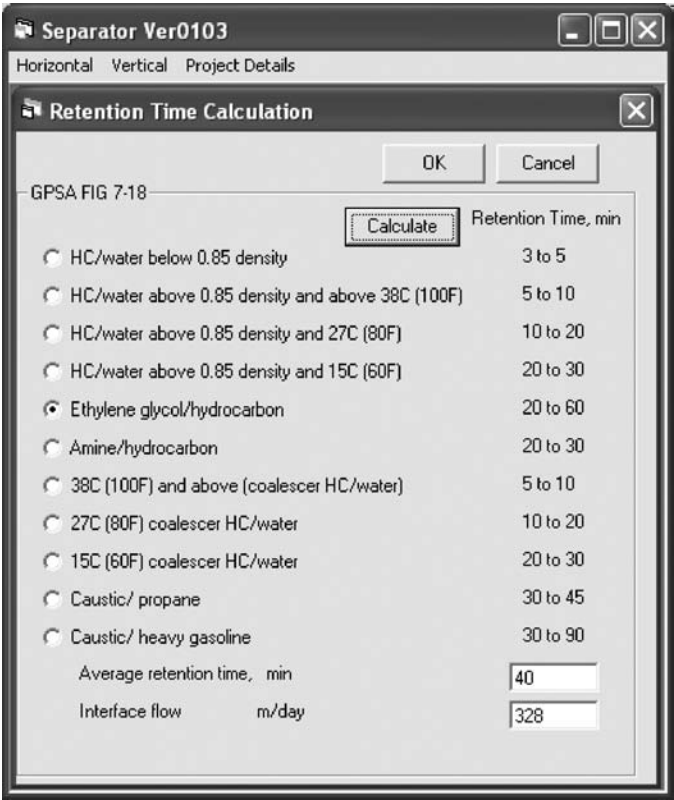 Separator Ver0103
Horizontal Vertical Project Details
Retention Time Calculation
OK Cancel
GPSA FIG 7-18
Calculate Retention Time, min
HC/water below 0.85 density 3 to 5
HC/water above 0.85 density and above 38C (100F) 5 to 10
HC/water above 0.85 density and 27C (80F) 10 to 20
HC/water above 0.85 density and 15C (60F) 20 to 30
Ethylene glycol/hydrocarbon 20 to 60
Amine/hydrocarbon 20 to 30
38C (100F) and above (coalescer HC/water) 5 to 10
27C (80F) coalescer HC/water 10 to 20
15C (60F) coalescer HC/water 20 to 30
Caustic/ propane 30 to 45
Caustic/ heavy gasoline 30 to 90
Average retention time, min 40
Interface flow m/day 328